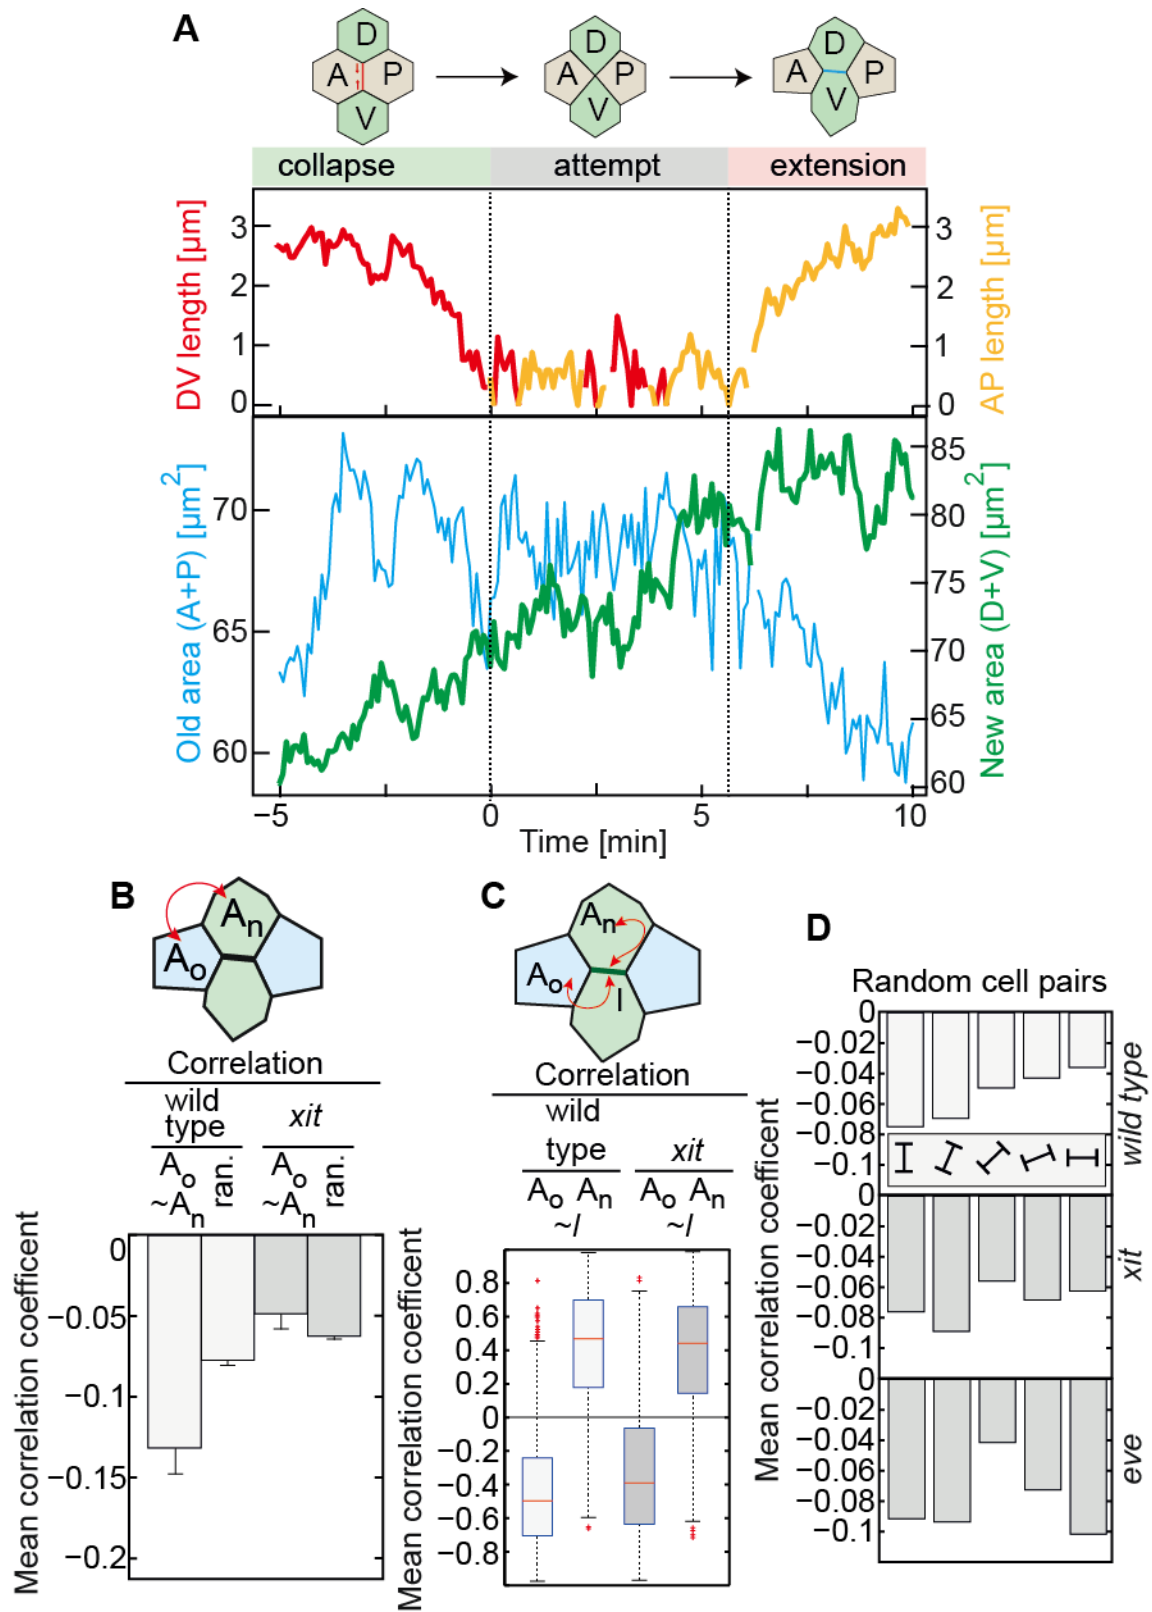 A
D
A P
V
D
A P
V
D
A P
V
collapse attempt extension
DV length [µm]
3
2
1
0
AP length [µm]
3
2
1
0
Old area (A+P) [µm2]
70
65
60
New area (D+V) [µm2]
85
80
75
70
65
60
−5 0 5 10
Time [min]
B
An
Ao
Correlation
wild type
xit
Ao ~An
ran.
Ao ~An
ran.
Mean correlation coefficent
0
−0.05
−0.1
−0.15
−0.2
C
An
Ao
l
Correlation
wild
type xit
Ao An Ao An
~l ~l
Mean correlation coefficent
0.8
0.6
0.4
0.2
0
−0.2
−0.4
−0.6
−0.8
D
Random cell pairs
Mean correlation coefficent
0
−0.02
−0.04
−0.06
−0.08
−0.1
wild type
0
−0.02
−0.04
−0.06
−0.08
−0.1
xit
0
−0.02
−0.04
−0.06
−0.08
−0.1
eve